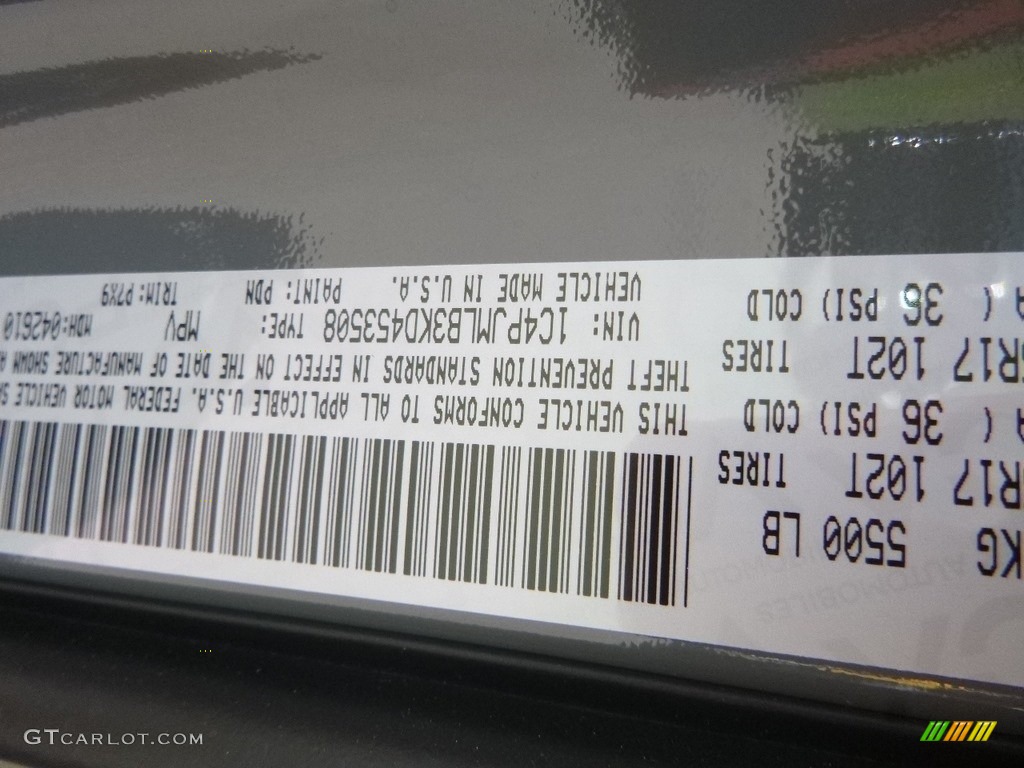 KG 5500 LB
R17 102T TIRES
( 36 PSI) COLD
R17 102T TIRES
( 36 PSI) COLD
THIS VEHICLE CONFORMS TO ALL APPLICABLE U.S.A. FEDERAL MOTOR VEHICLE
THEFT PREVENTION STANDARDS IN EFFECT ON THE DATE OF MANUFACTURE SHOWN
VIN: 1C4PJMLB3KD453508 TYPE: MPV MDH:042610
VEHICLE MADE IN U.S.A. PAINT: PDN TRIM: P7X9
GTCARLOT.COM